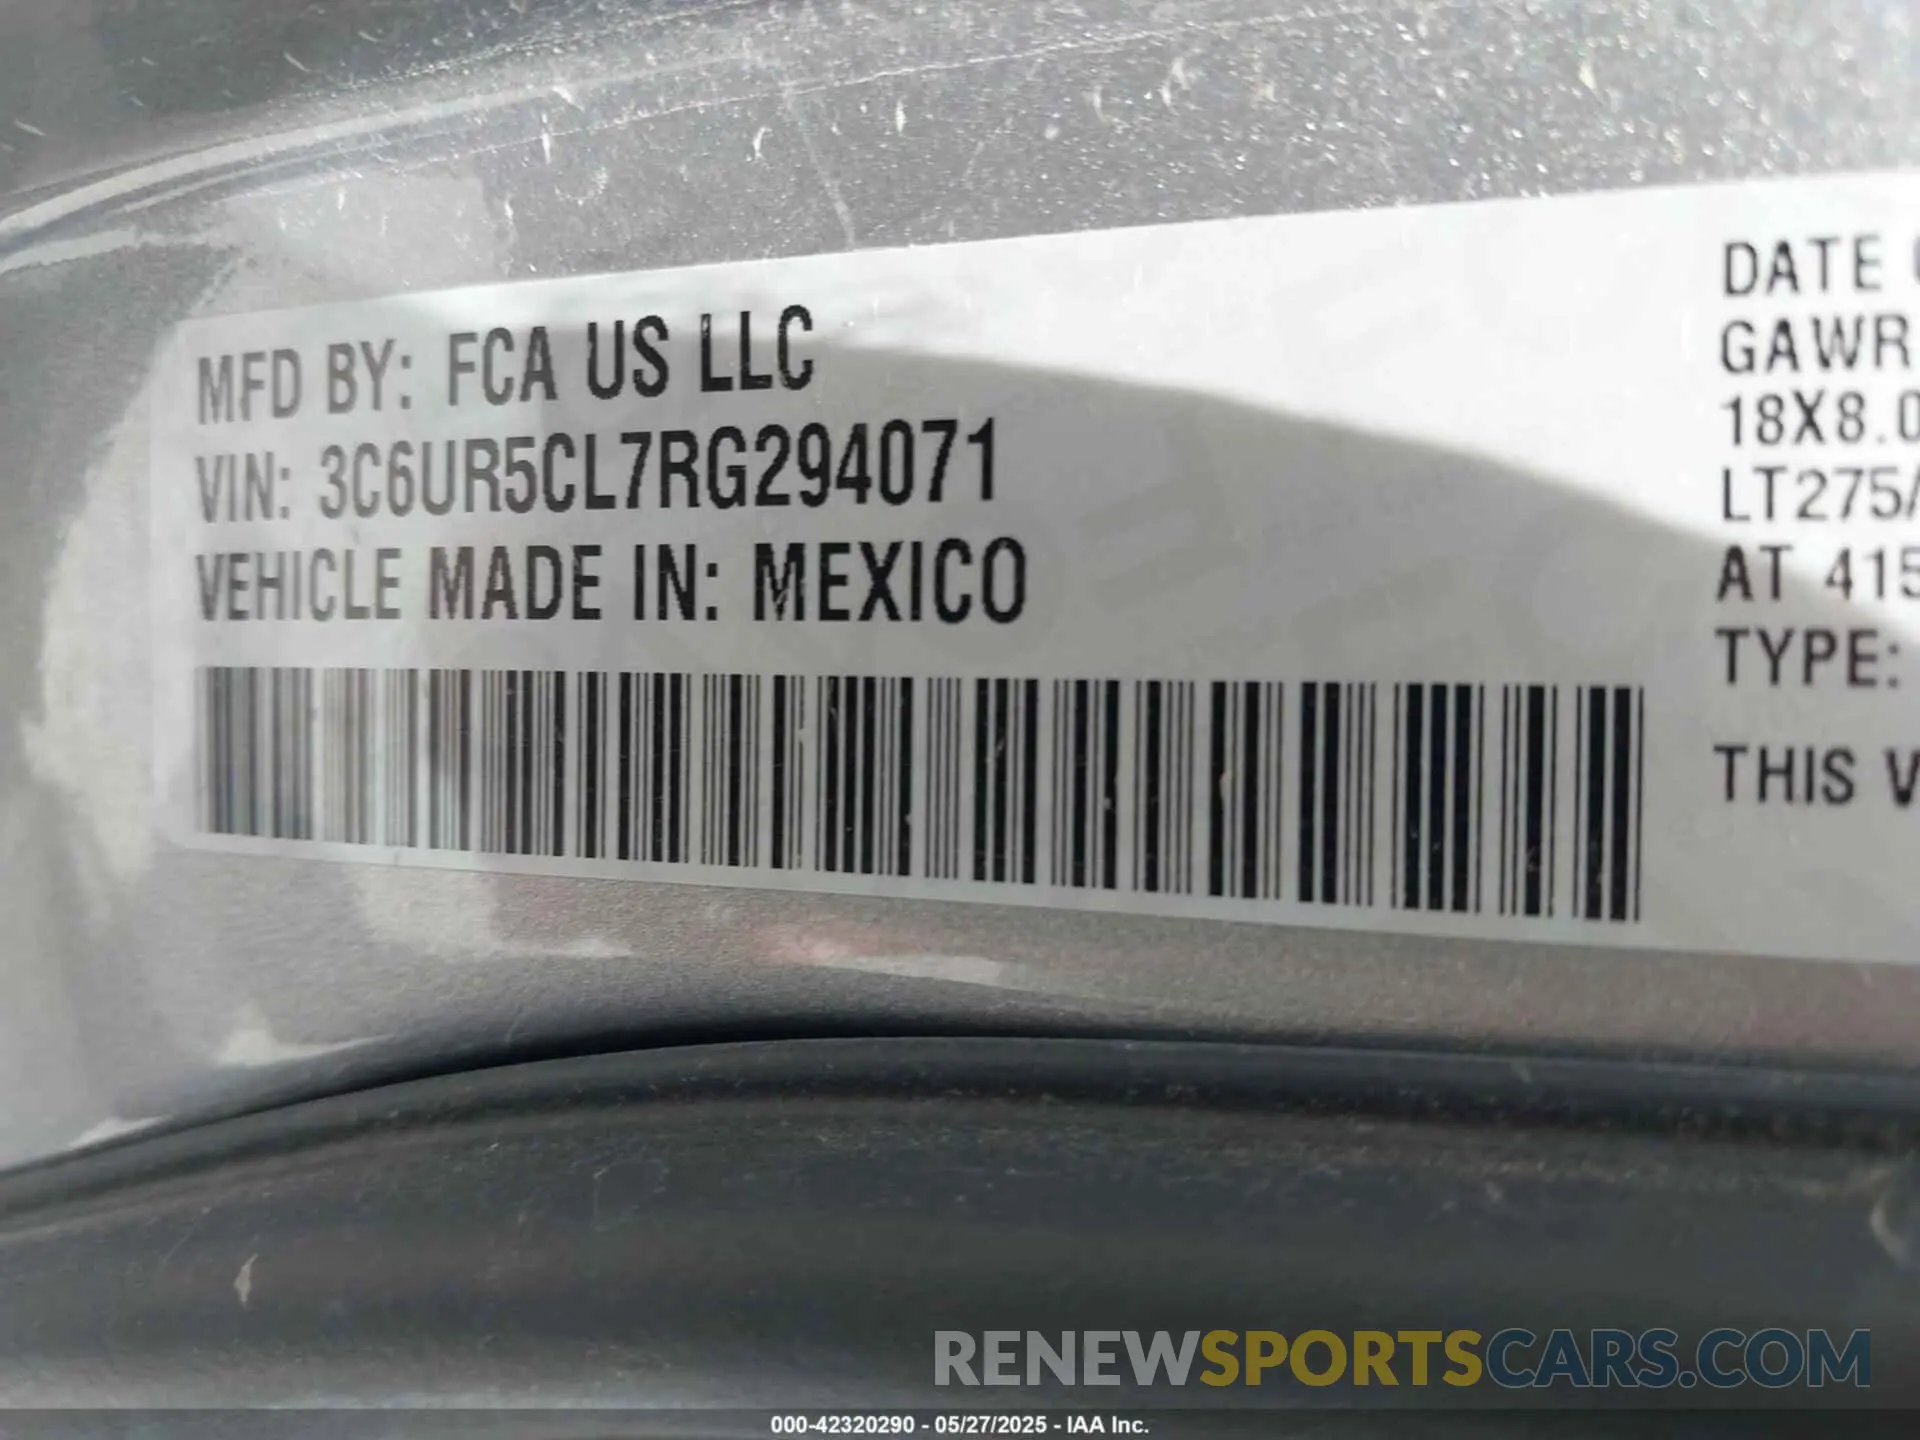 MFD BY: FCA US LLC
VIN: 3C6UR5CL7RG294071
VEHICLE MADE IN: MEXICO
DATE
GAWR
18X8.0
LT275/
AT 415
TYPE:
THIS V
RENEWSPORTSCARS.COM
000-42320290 - 05/27/2025 - IAA Inc.